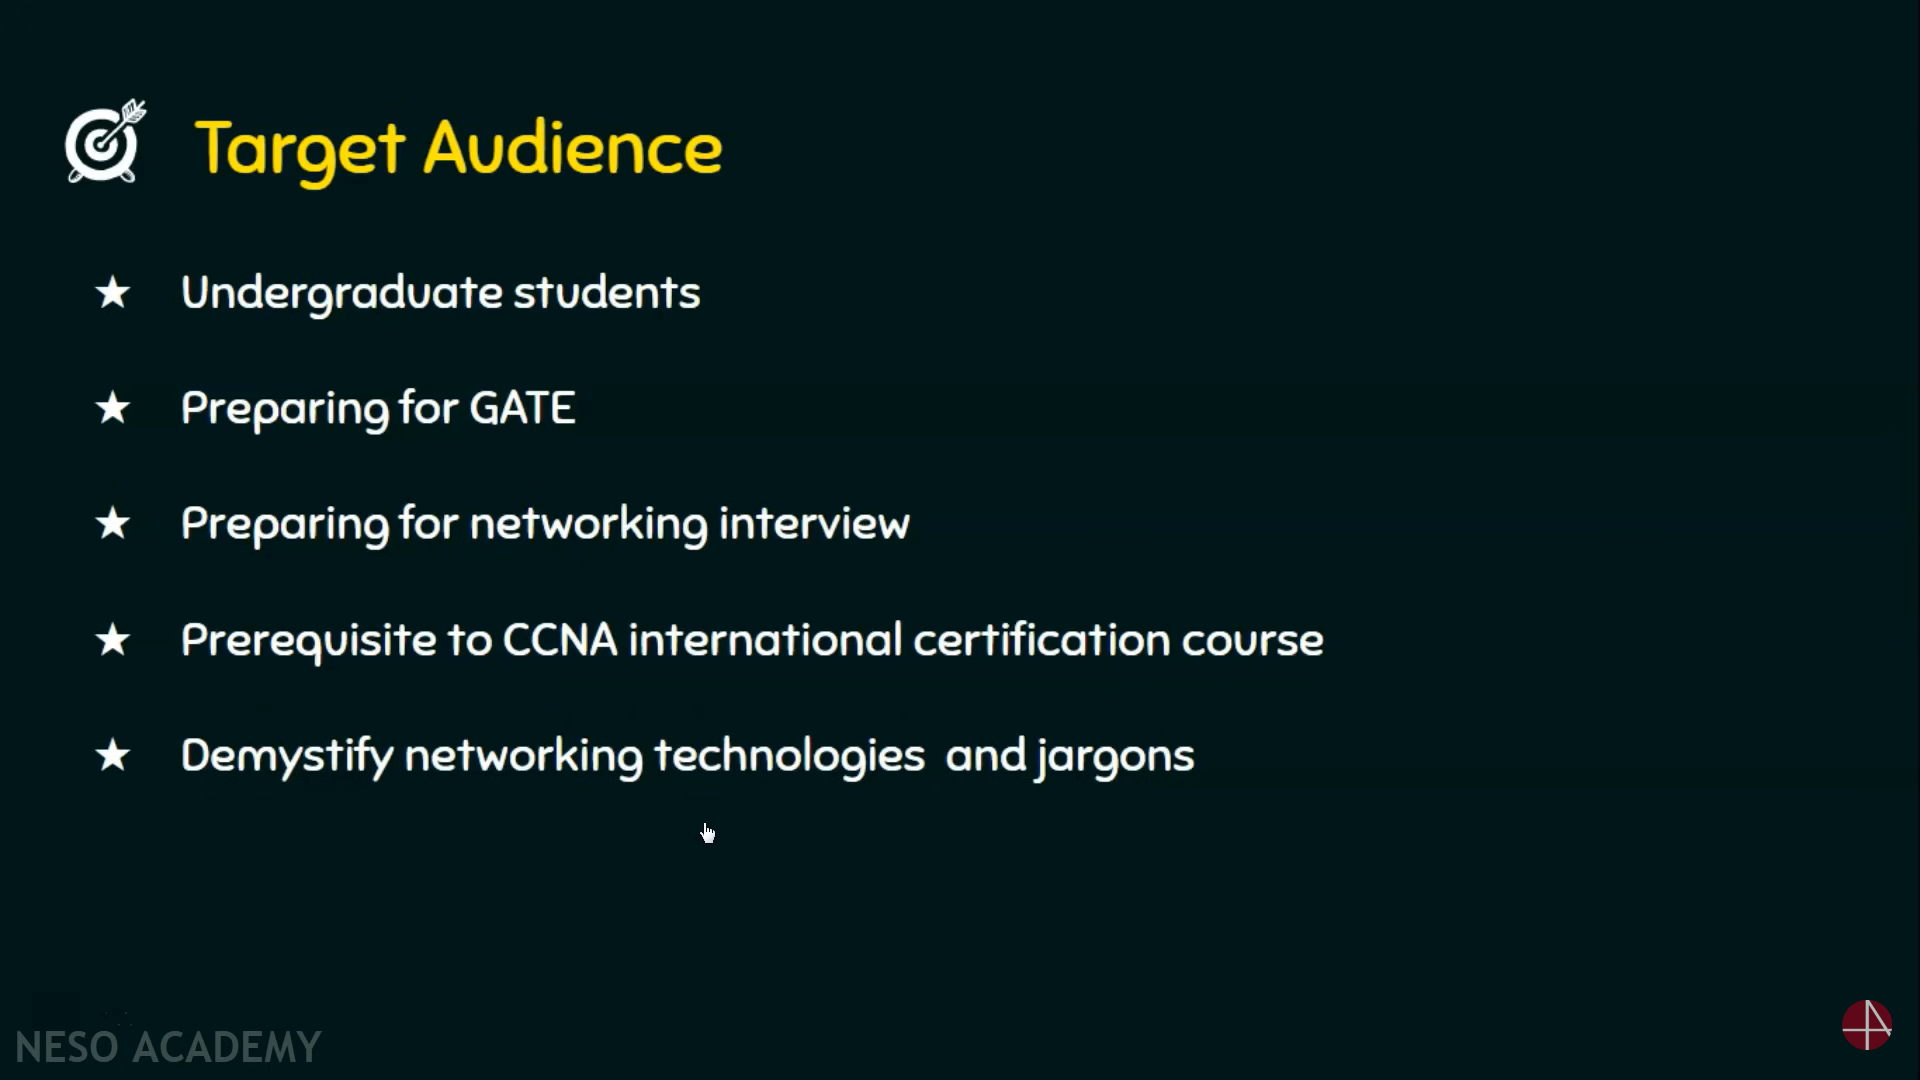 Target Audience
★ Undergraduate students
★ Preparing for GATE
★ Preparing for networking interview
★ Prerequisite to CCNA international certification course
★ Demystify networking technologies  and jargons
NESO ACADEMY